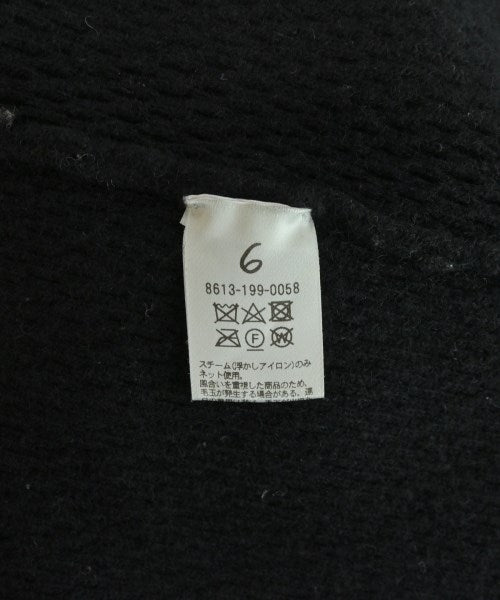 6
8613-199-0058
F W
スチーム(浮かしアイロン)のみ
ネット使用。
風合いを重視した商品のため、
毛玉が発生する場合がある。